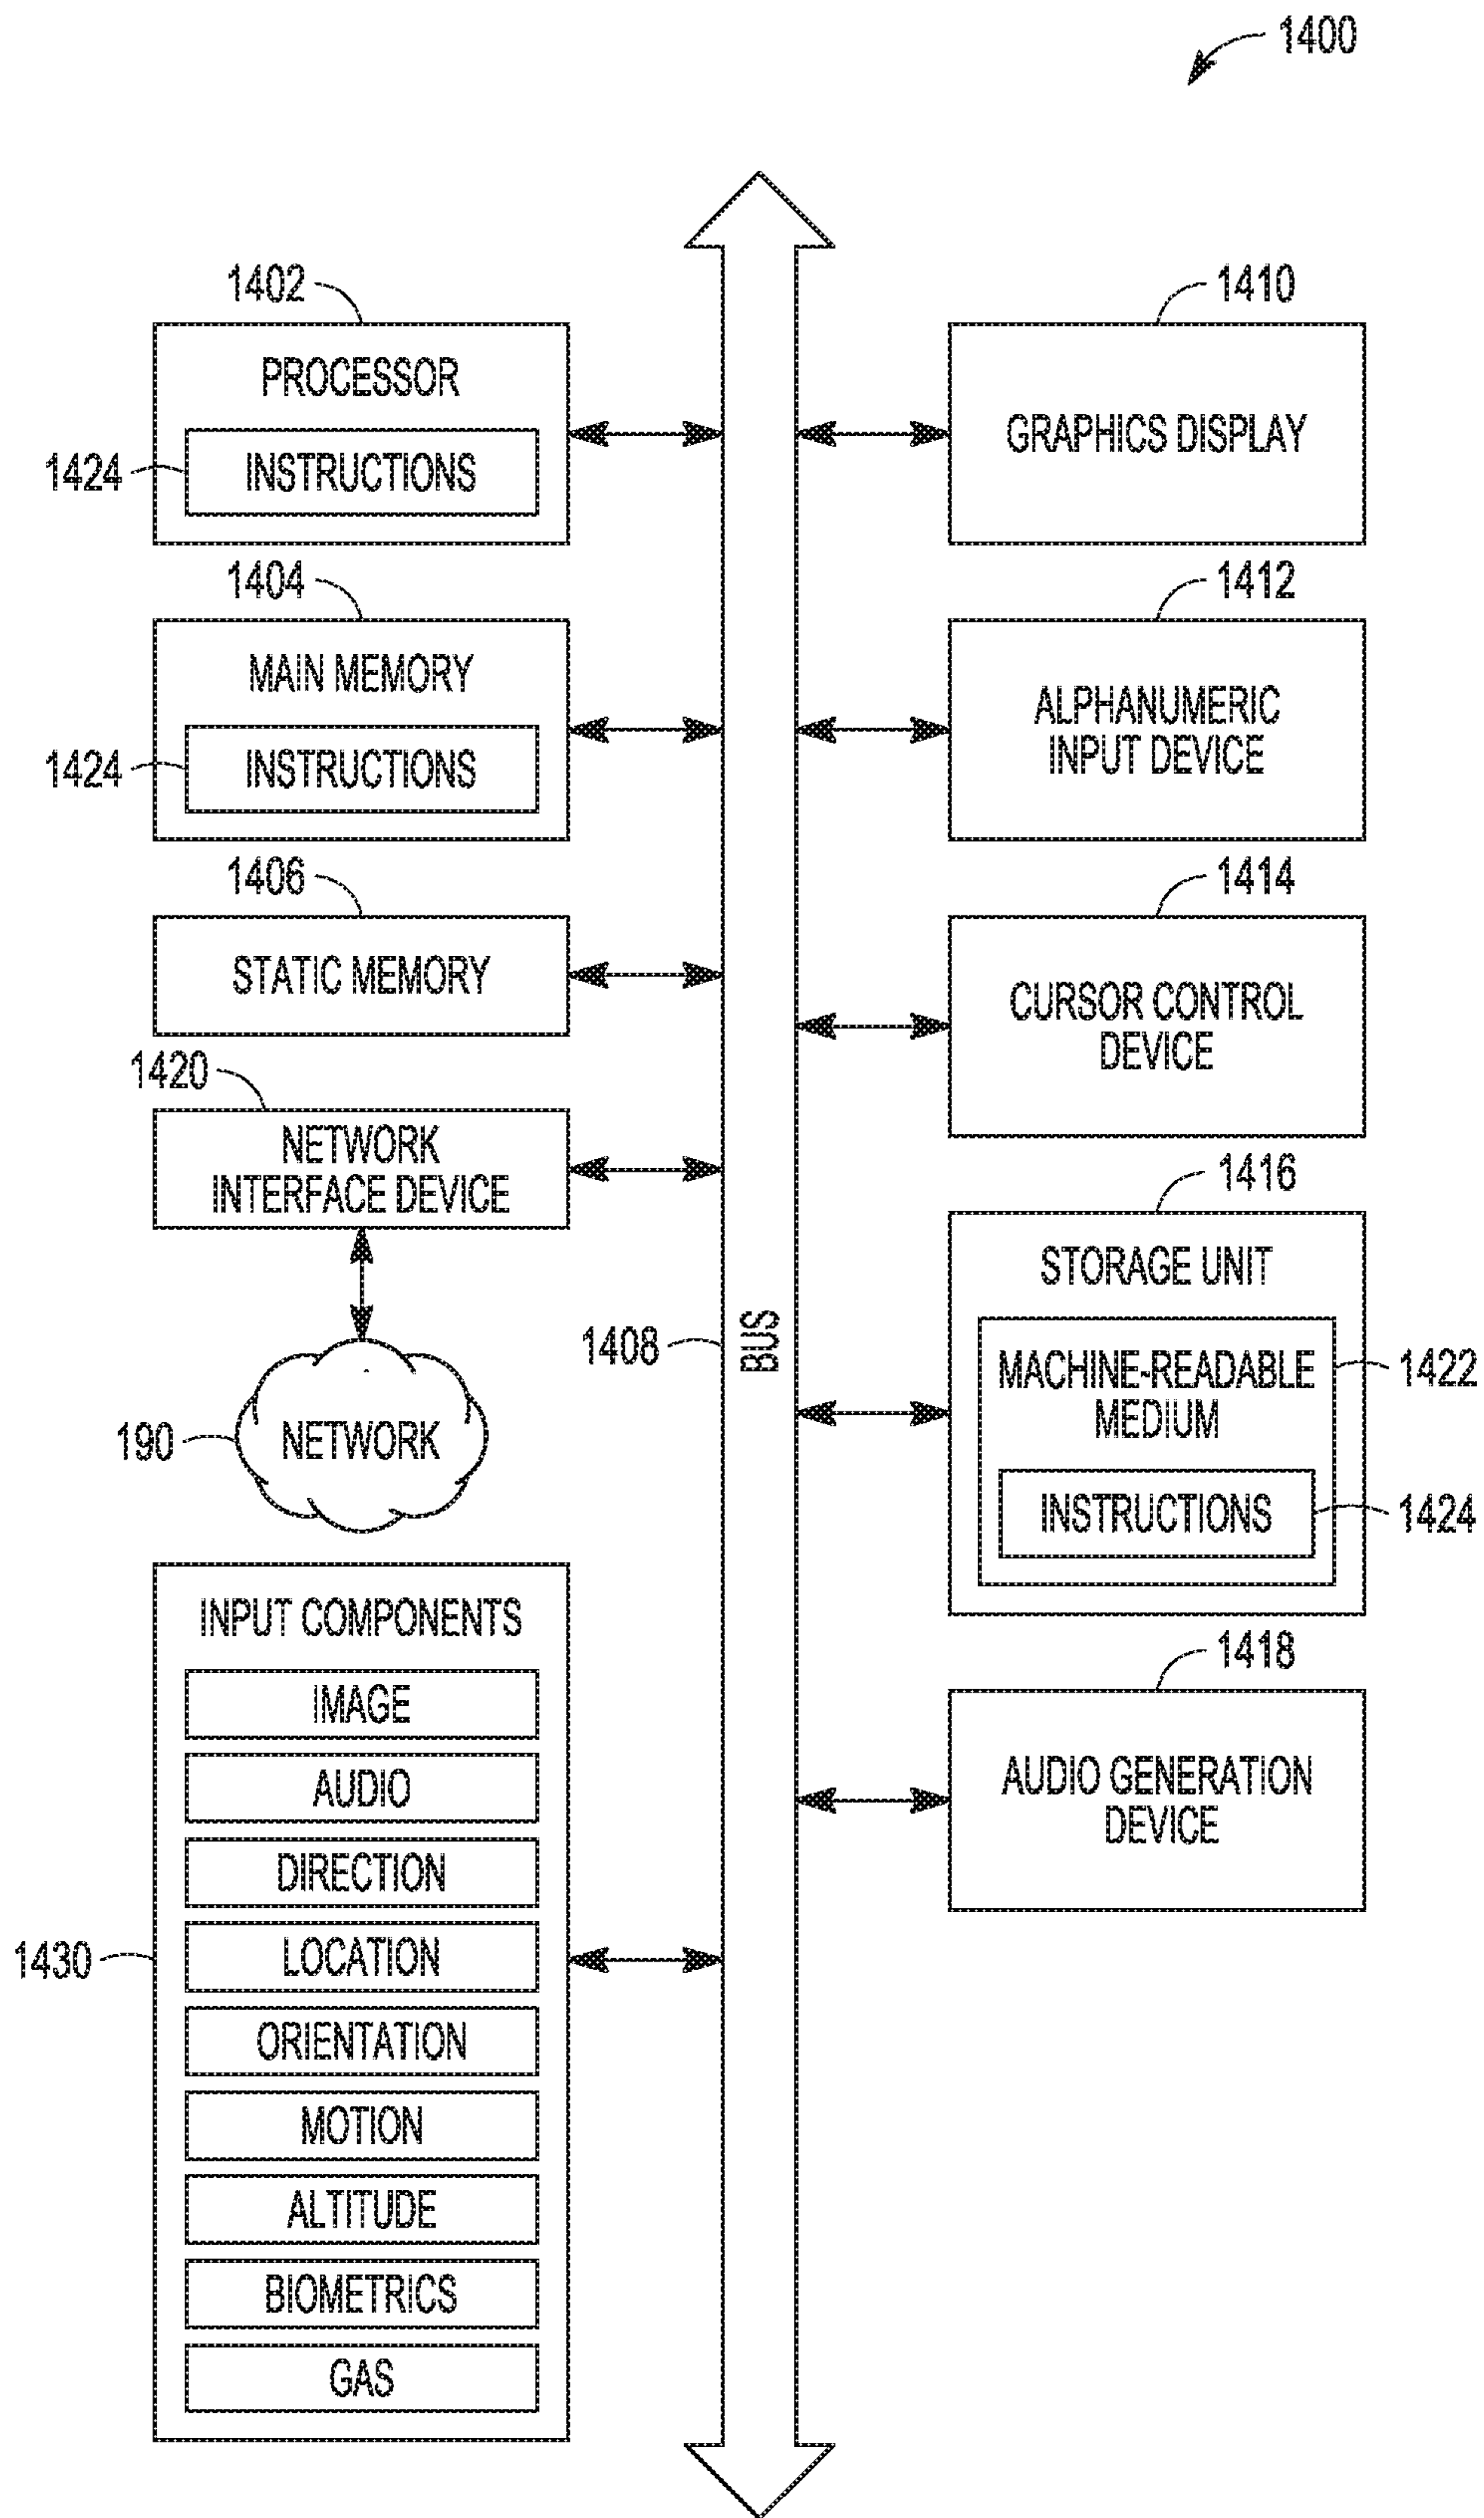 1400
1402
PROCESSOR
1424
INSTRUCTIONS
1404
MAIN MEMORY
1424
INSTRUCTIONS
1406
STATIC MEMORY
1420
NETWORK
INTERFACE DEVICE
190
NETWORK
INPUT COMPONENTS
IMAGE
AUDIO
DIRECTION
1430
LOCATION
ORIENTATION
MOTION
ALTITUDE
BIOMETRICS
GAS
1408
BUS
1410
GRAPHICS DISPLAY
1412
ALPHANUMERIC
INPUT DEVICE
1414
CURSOR CONTROL
DEVICE
1416
STORAGE UNIT
MACHINE-READABLE
MEDIUM
1422
INSTRUCTIONS
1424
1418
AUDIO GENERATION
DEVICE